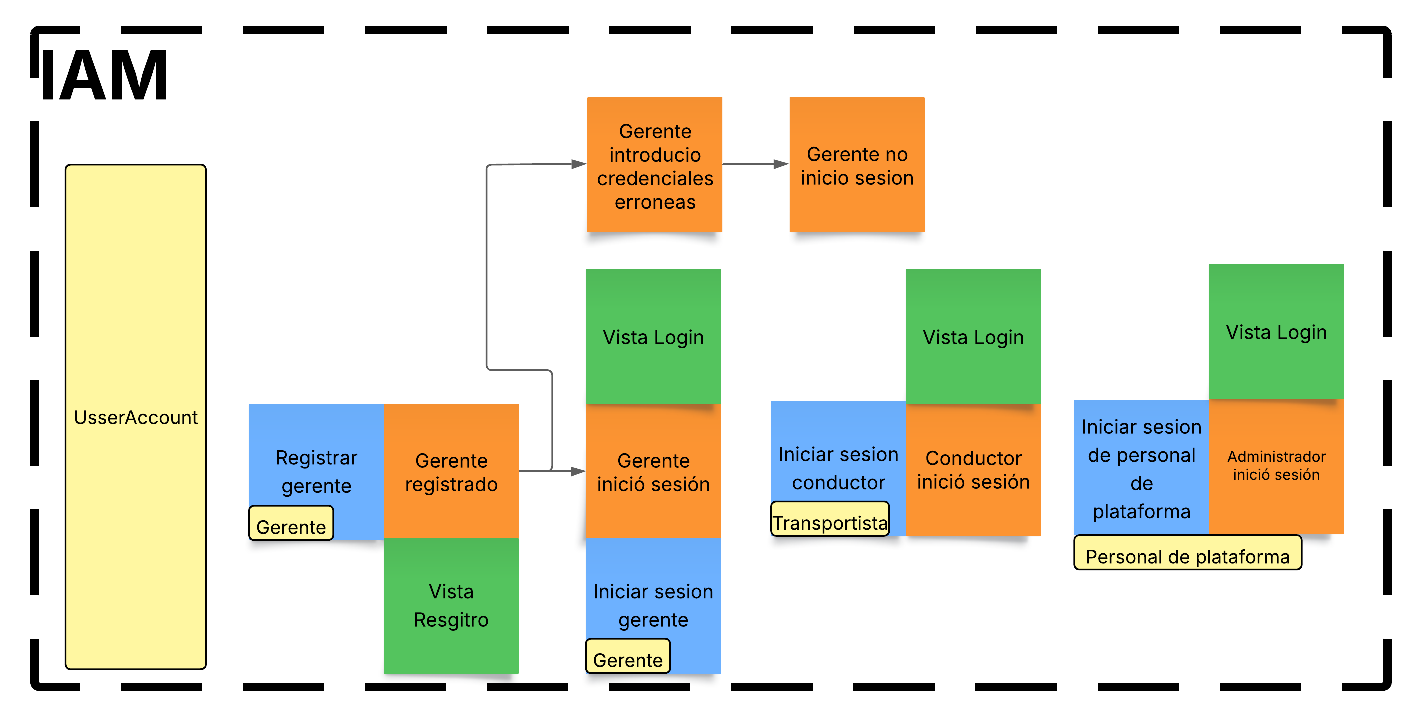 IAM
UsserAccount
Registrar
gerente
Gerente
Gerente
registrado
Vista
Resgitro
Gerente
introducio
credenciales
erroneas
Gerente no
inicio sesion
Vista Login
Gerente
inició sesión
Iniciar sesion
gerente
Gerente
Vista Login
Iniciar sesion
conductor
Transportista
Conductor
inició sesión
Vista Login
Iniciar sesion
de personal
de
plataforma
Personal de plataforma
Administrador
inició sesión